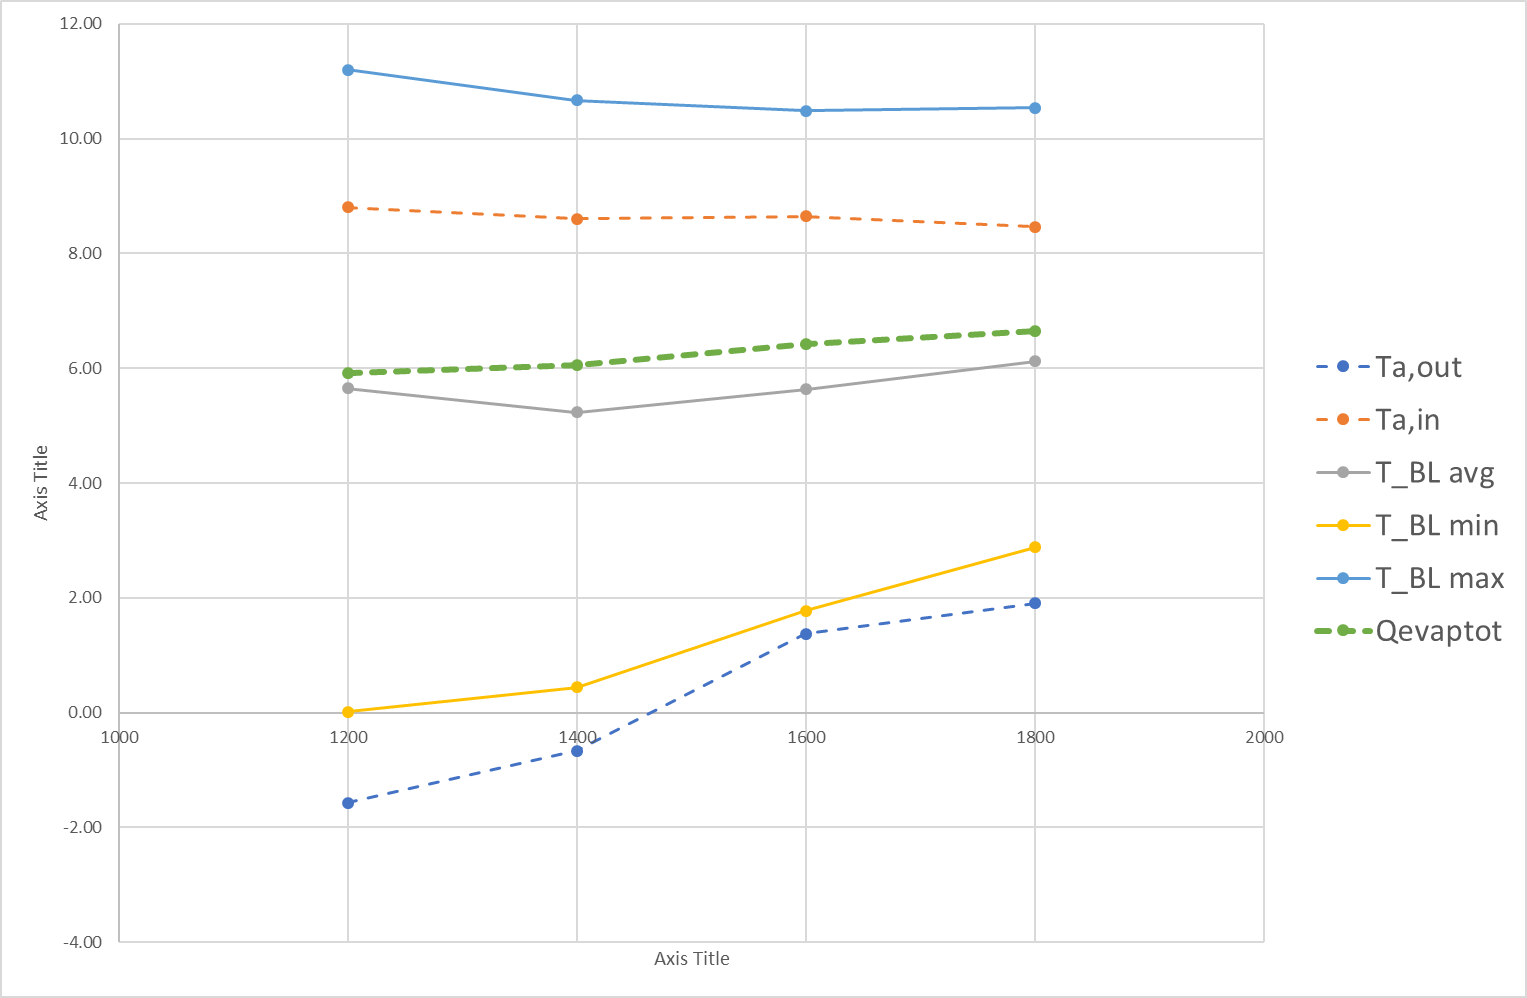 12.00
10.00
8.00
6.00
4.00
2.00
0.00
-2.00
-4.00
1000 1200 1400 1600 1800 2000
Axis Title
Axis Title
Ta,out
Ta,in
T_BL avg
T_BL min
T_BL max
Qevaptot